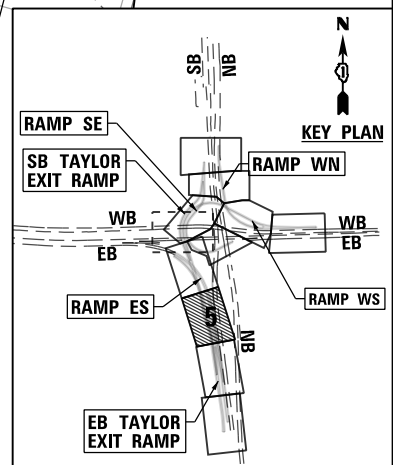 SB
NB
N
KEY PLAN
RAMP SE
SB TAYLOR
EXIT RAMP
RAMP WN
WB
EB
WB
EB
RAMP ES
RAMP WS
5
NB
EB TAYLOR
EXIT RAMP